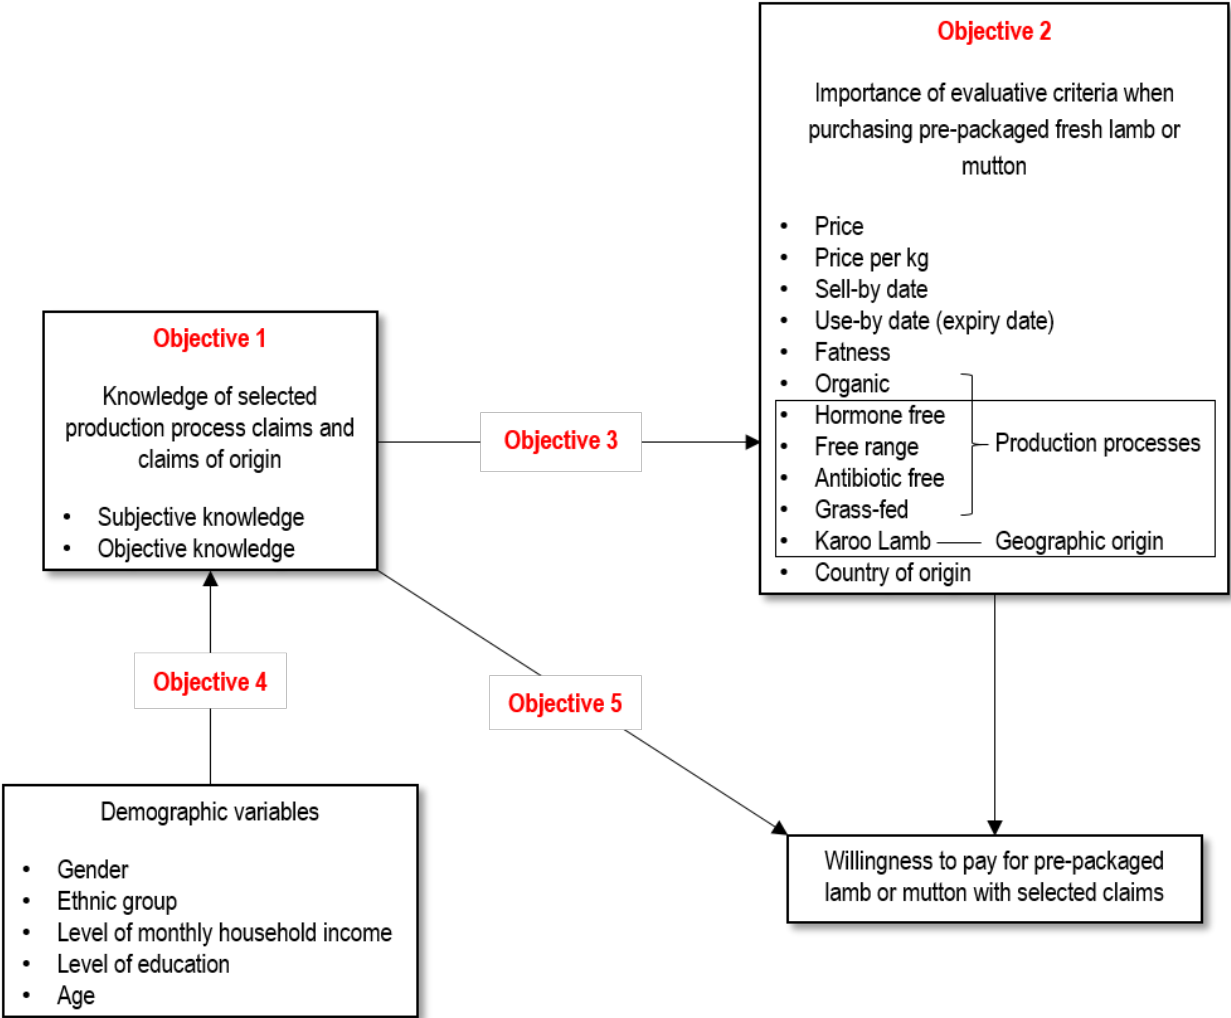 Objective 2
Importance of evaluative criteria when
purchasing pre-packaged fresh lamb or
mutton
• Price
• Price per kg
• Sell-by date
• Use-by date (expiry date)
• Fatness
• Organic
• Hormone free
• Free range
• Antibiotic free
• Grass-fed
Production processes
• Karoo Lamb
Geographic origin
• Country of origin
Objective 1
Knowledge of selected
production process claims and
claims of origin
• Subjective knowledge
• Objective knowledge
Objective 3
Objective 4
Objective 5
Demographic variables
• Gender
• Ethnic group
• Level of monthly household income
• Level of education
• Age
Willingness to pay for pre-packaged
lamb or mutton with selected claims